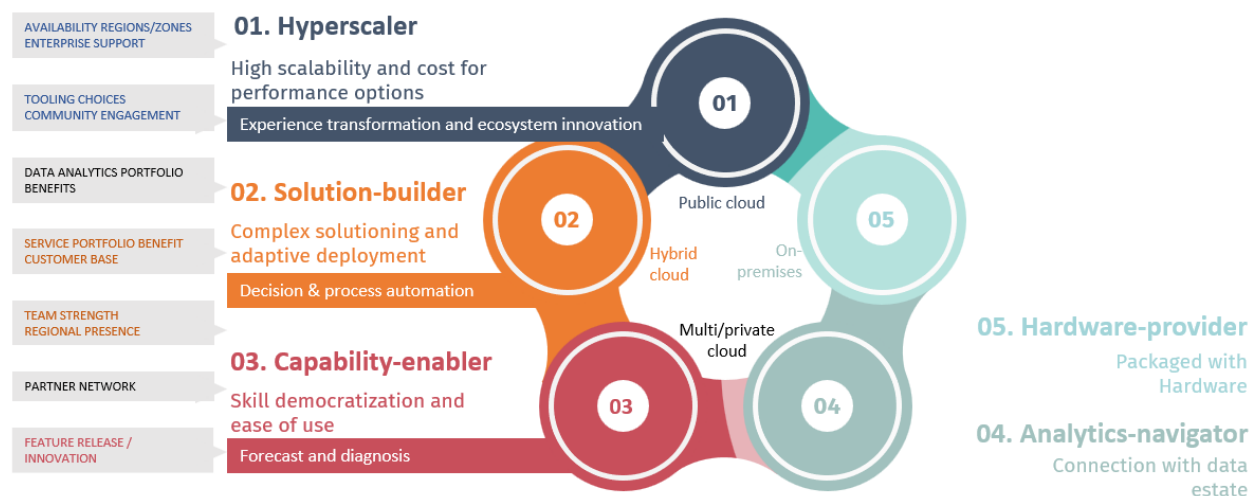 AVAILABILITY REGIONS/ZONES
ENTERPRISE SUPPORT
TOOLING CHOICES
COMMUNITY ENGAGEMENT
DATA ANALYTICS PORTFOLIO
BENEFITS
SERVICE PORTFOLIO BENEFIT
CUSTOMER BASE
TEAM STRENGTH
REGIONAL PRESENCE
PARTNER NETWORK
FEATURE RELEASE /
INNOVATION
01. Hyperscaler
High scalability and cost for
performance options
Experience transformation and ecosystem innovation
02. Solution-builder
Complex solutioning and
adaptive deployment
Decision & process automation
03. Capability-enabler
Skill democratization and
ease of use
Forecast and diagnosis
01
02
03
04
05
Public cloud
Hybrid
cloud
On-
premises
Multi/private
cloud
05. Hardware-provider
Packaged with
Hardware
04. Analytics-navigator
Connection with data
estate